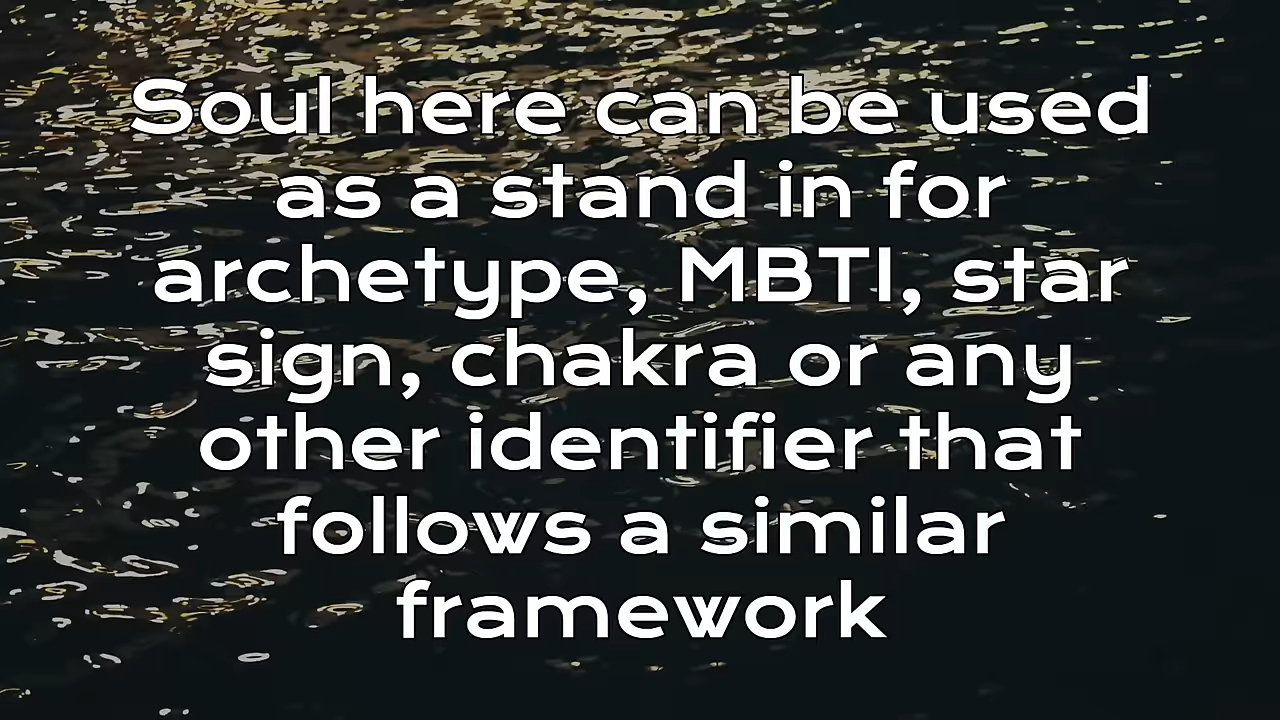 Soul here can be used
as a stand in for
archetype, MBTI, star
sign, chakra or any
other identifier that
follows a similar
framework